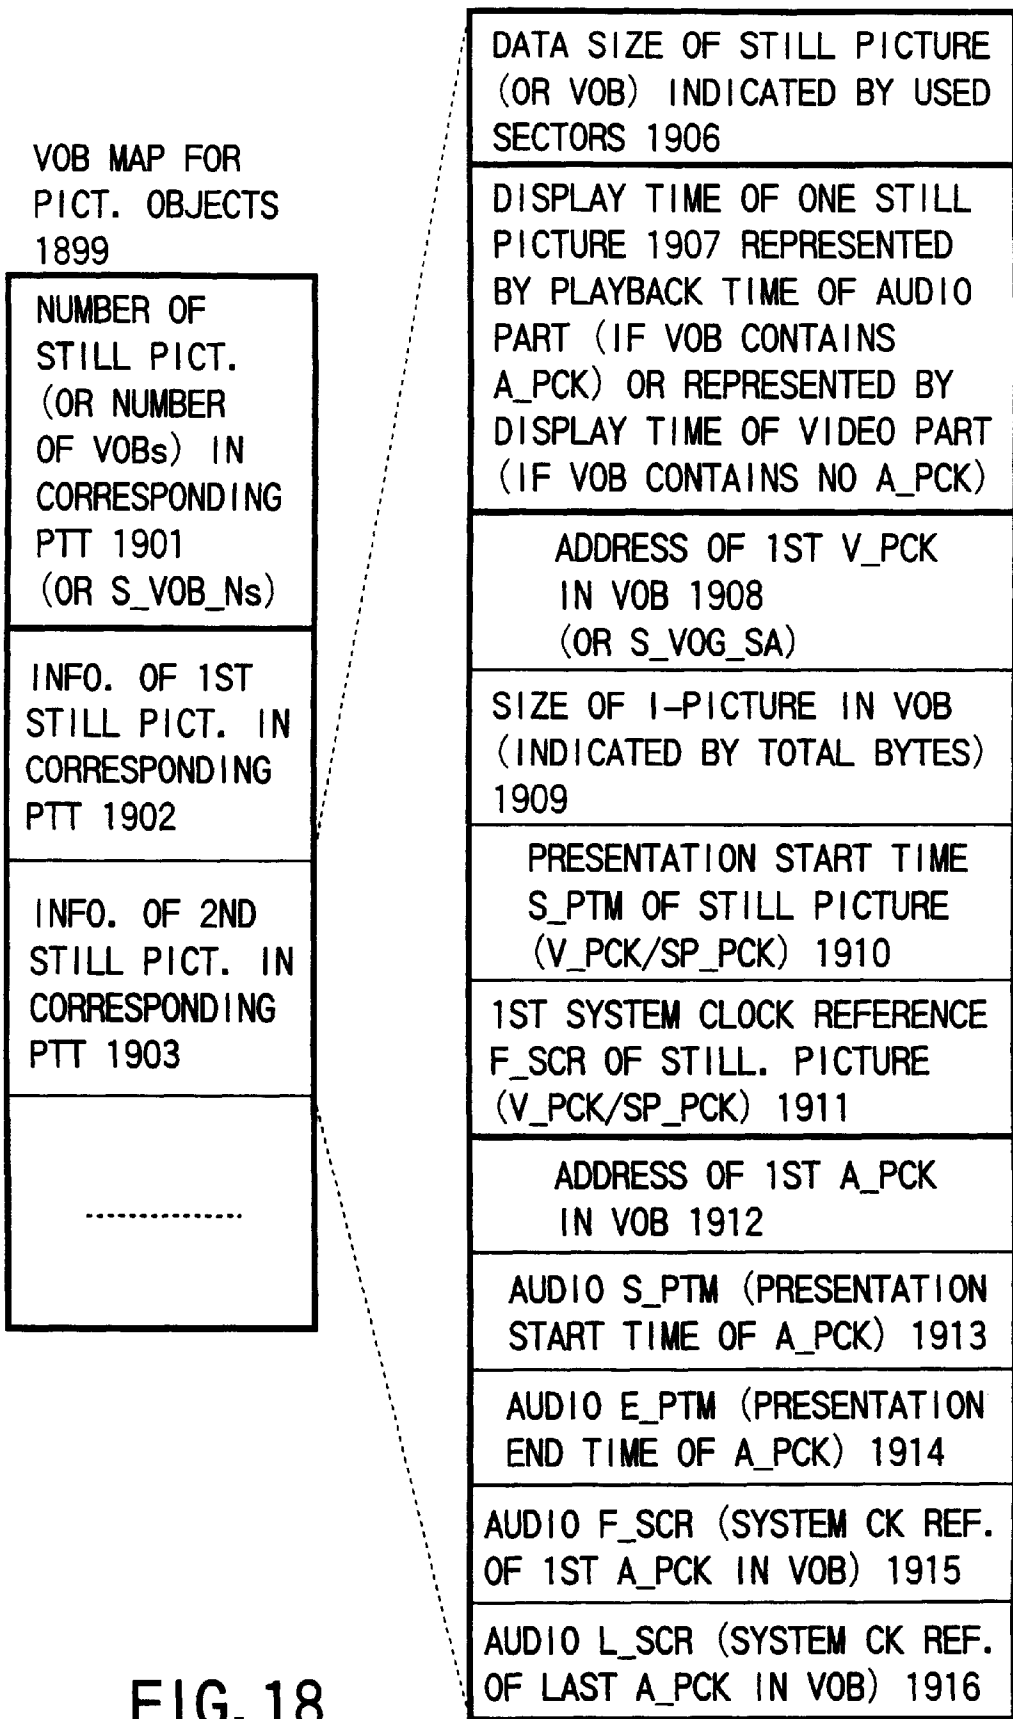 VOB MAP FOR
PICT. OBJECTS
1899
NUMBER OF
STILL PICT.
(OR NUMBER
OF VOBs) IN
CORRESPONDING
PTT 1901
(OR S_VOB_Ns)
INFO. OF 1ST
STILL PICT. IN
CORRESPONDING
PTT 1902
INFO. OF 2ND
STILL PICT. IN
CORRESPONDING
PTT 1903
DATA SIZE OF STILL PICTURE
(OR VOB) INDICATED BY USED
SECTORS 1906
DISPLAY TIME OF ONE STILL
PICTURE 1907 REPRESENTED
BY PLAYBACK TIME OF AUDIO
PART (IF VOB CONTAINS
A_PCK) OR REPRESENTED BY
DISPLAY TIME OF VIDEO PART
(IF VOB CONTAINS NO A_PCK)
ADDRESS OF 1ST V_PCK
IN VOB 1908
(OR S_VOG_SA)
SIZE OF I-PICTURE IN VOB
(INDICATED BY TOTAL BYTES)
1909
PRESENTATION START TIME
S_PTM OF STILL PICTURE
(V_PCK/SP_PCK) 1910
1ST SYSTEM CLOCK REFERENCE
F_SCR OF STILL. PICTURE
(V_PCK/SP_PCK) 1911
ADDRESS OF 1ST A_PCK
IN VOB 1912
AUDIO S_PTM (PRESENTATION
START TIME OF A_PCK) 1913
AUDIO E_PTM (PRESENTATION
END TIME OF A_PCK) 1914
AUDIO F_SCR (SYSTEM CK REF.
OF 1ST A_PCK IN VOB) 1915
AUDIO L_SCR (SYSTEM CK REF.
OF LAST A_PCK IN VOB) 1916
FIG. 18